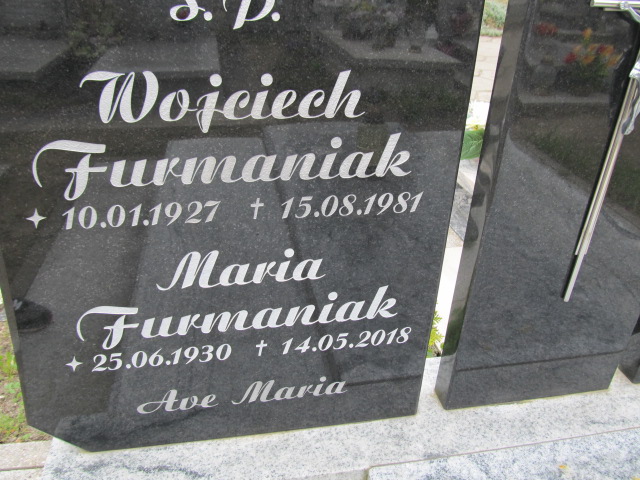 Ś. P.
Wojciech
Furmaniak
✦ 10.01.1927 † 15.08.1981
Maria
Furmaniak
✦ 25.06.1930 † 14.05.2018
Ave Maria